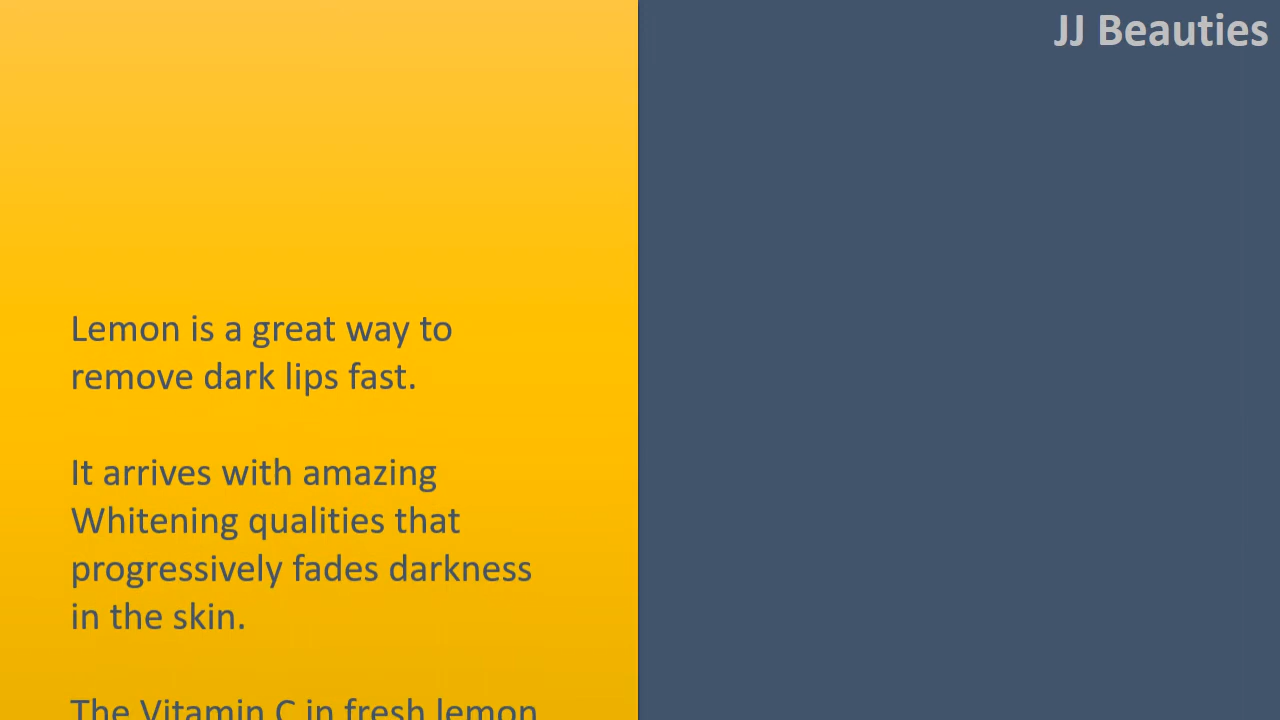 JJ Beauties
Lemon is a great way to
remove dark lips fast.
It arrives with amazing
Whitening qualities that
progressively fades darkness
in the skin.
The Vitamin C in fresh lemon